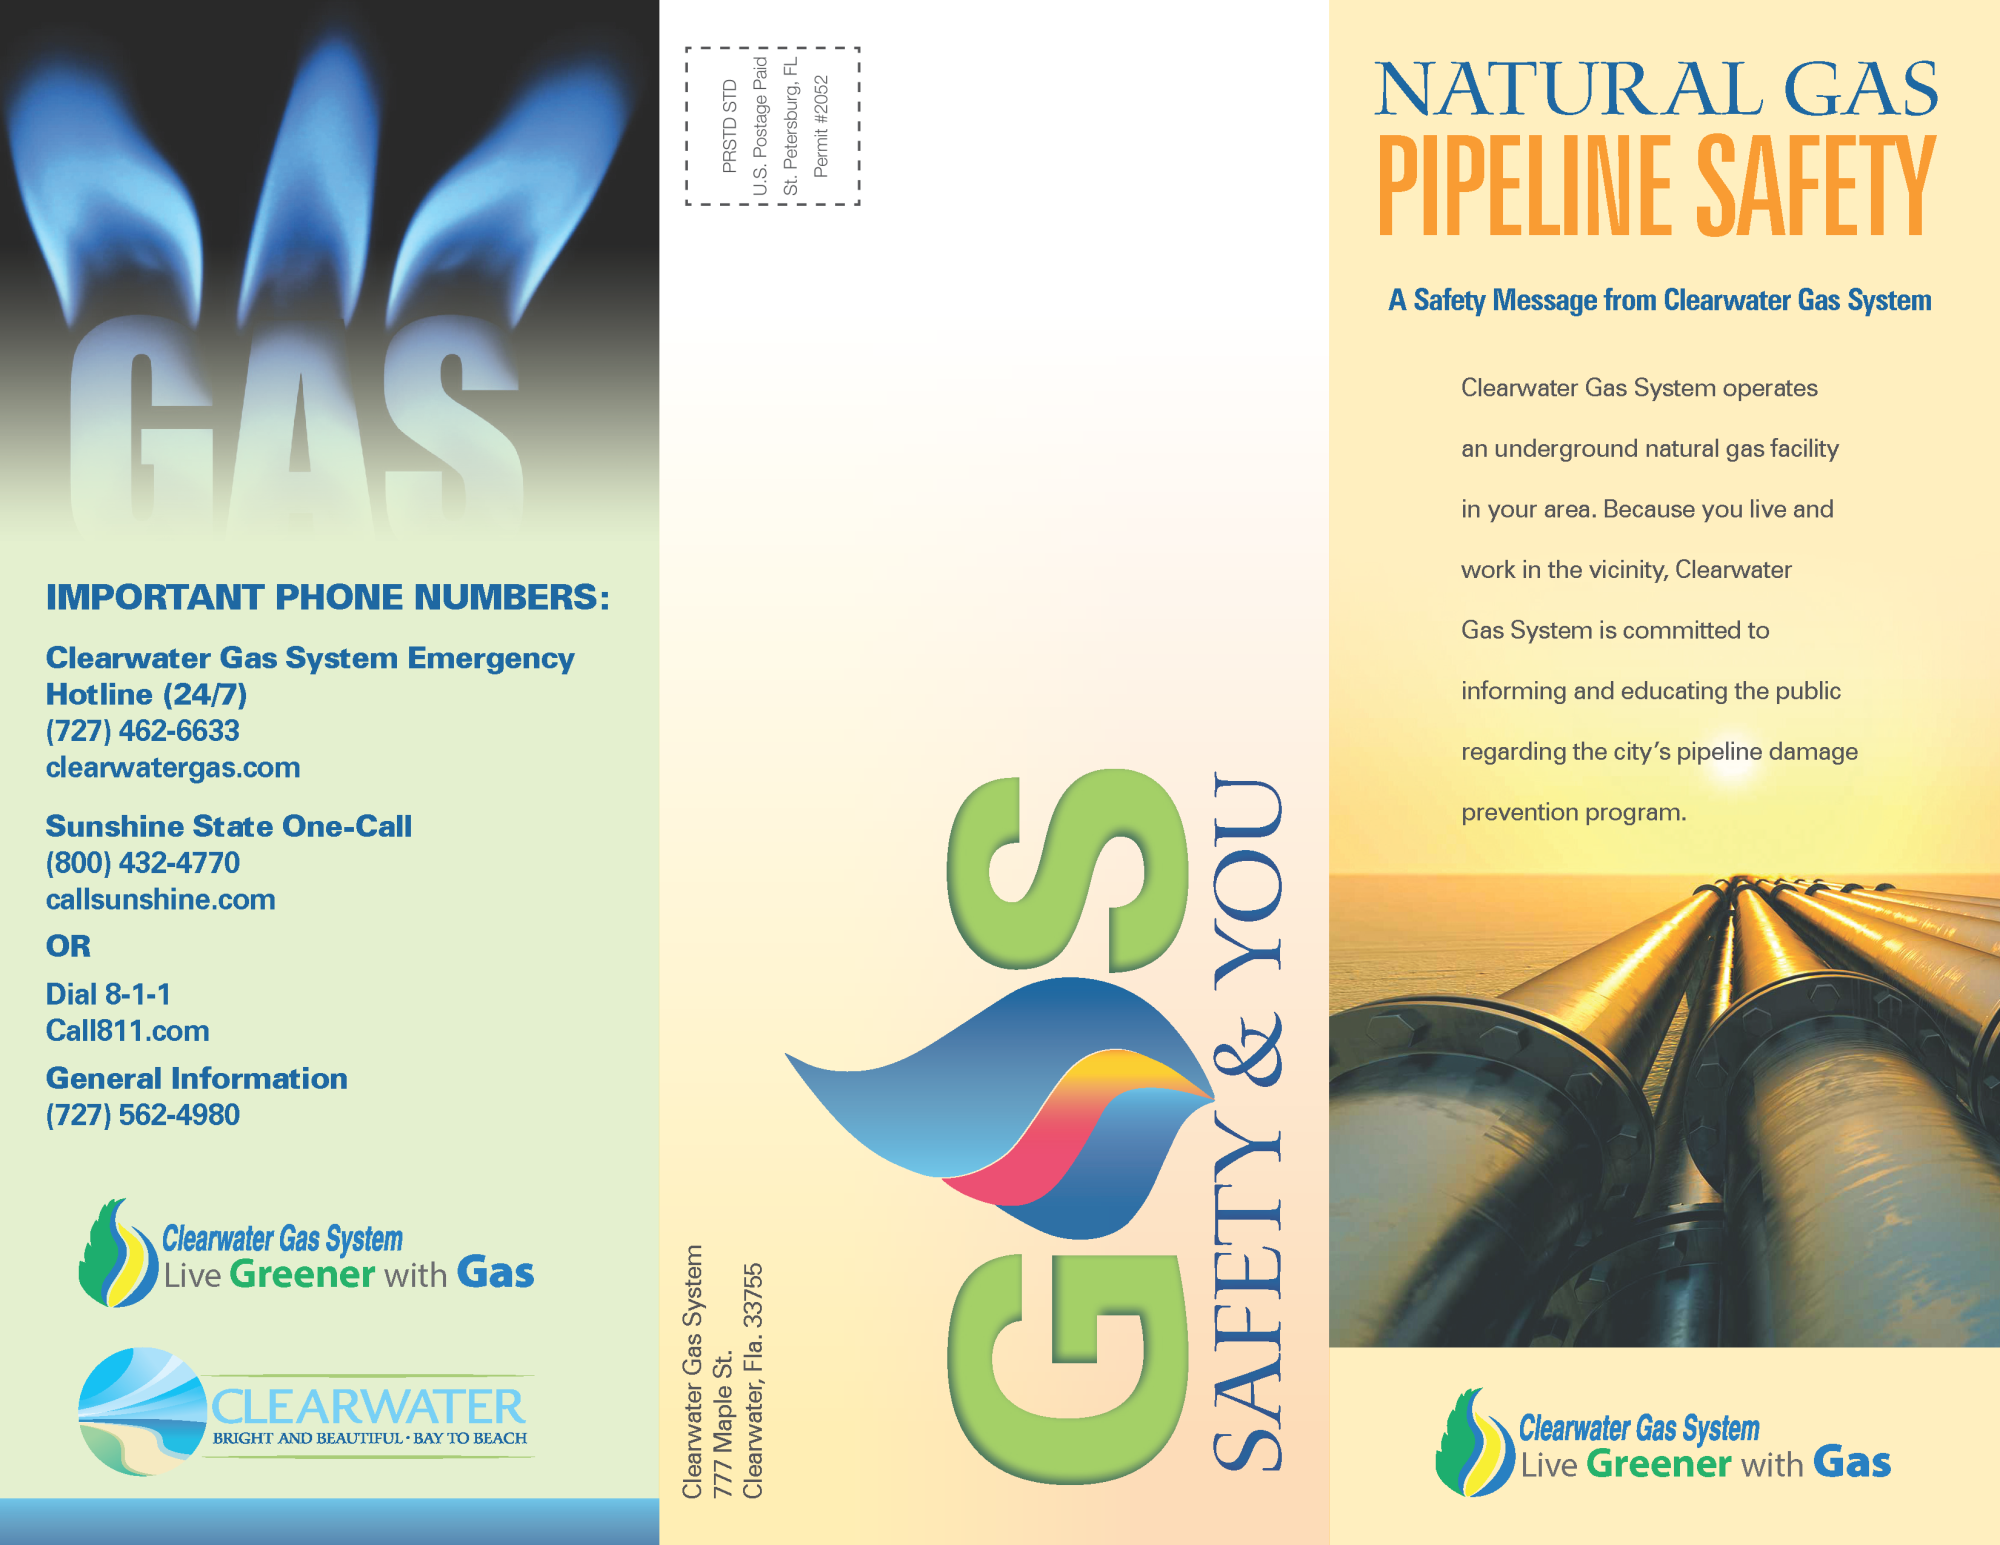 GAS
IMPORTANT PHONE NUMBERS:
Clearwater Gas System Emergency
Hotline (24/7)
(727) 462-6633
clearwatergas.com
Sunshine State One-Call
(800) 432-4770
callsunshine.com
OR
Dial 8-1-1
Call811.com
General Information
(727) 562-4980
Clearwater Gas System
Live Greener with Gas
CLEARWATER
BRIGHT AND BEAUTIFUL • BAY TO BEACH
PRSTD STD
U.S. Postage Paid
St. Petersburg, FL
Permit #2052
Clearwater Gas System
777 Maple St.
Clearwater, Fla. 33755
GAS
SAFETY & YOU
NATURAL GAS
PIPELINE SAFETY
A Safety Message from Clearwater Gas System
Clearwater Gas System operates
an underground natural gas facility
in your area. Because you live and
work in the vicinity, Clearwater
Gas System is committed to
informing and educating the public
regarding the city's pipeline damage
prevention program.
Clearwater Gas System
Live Greener with Gas